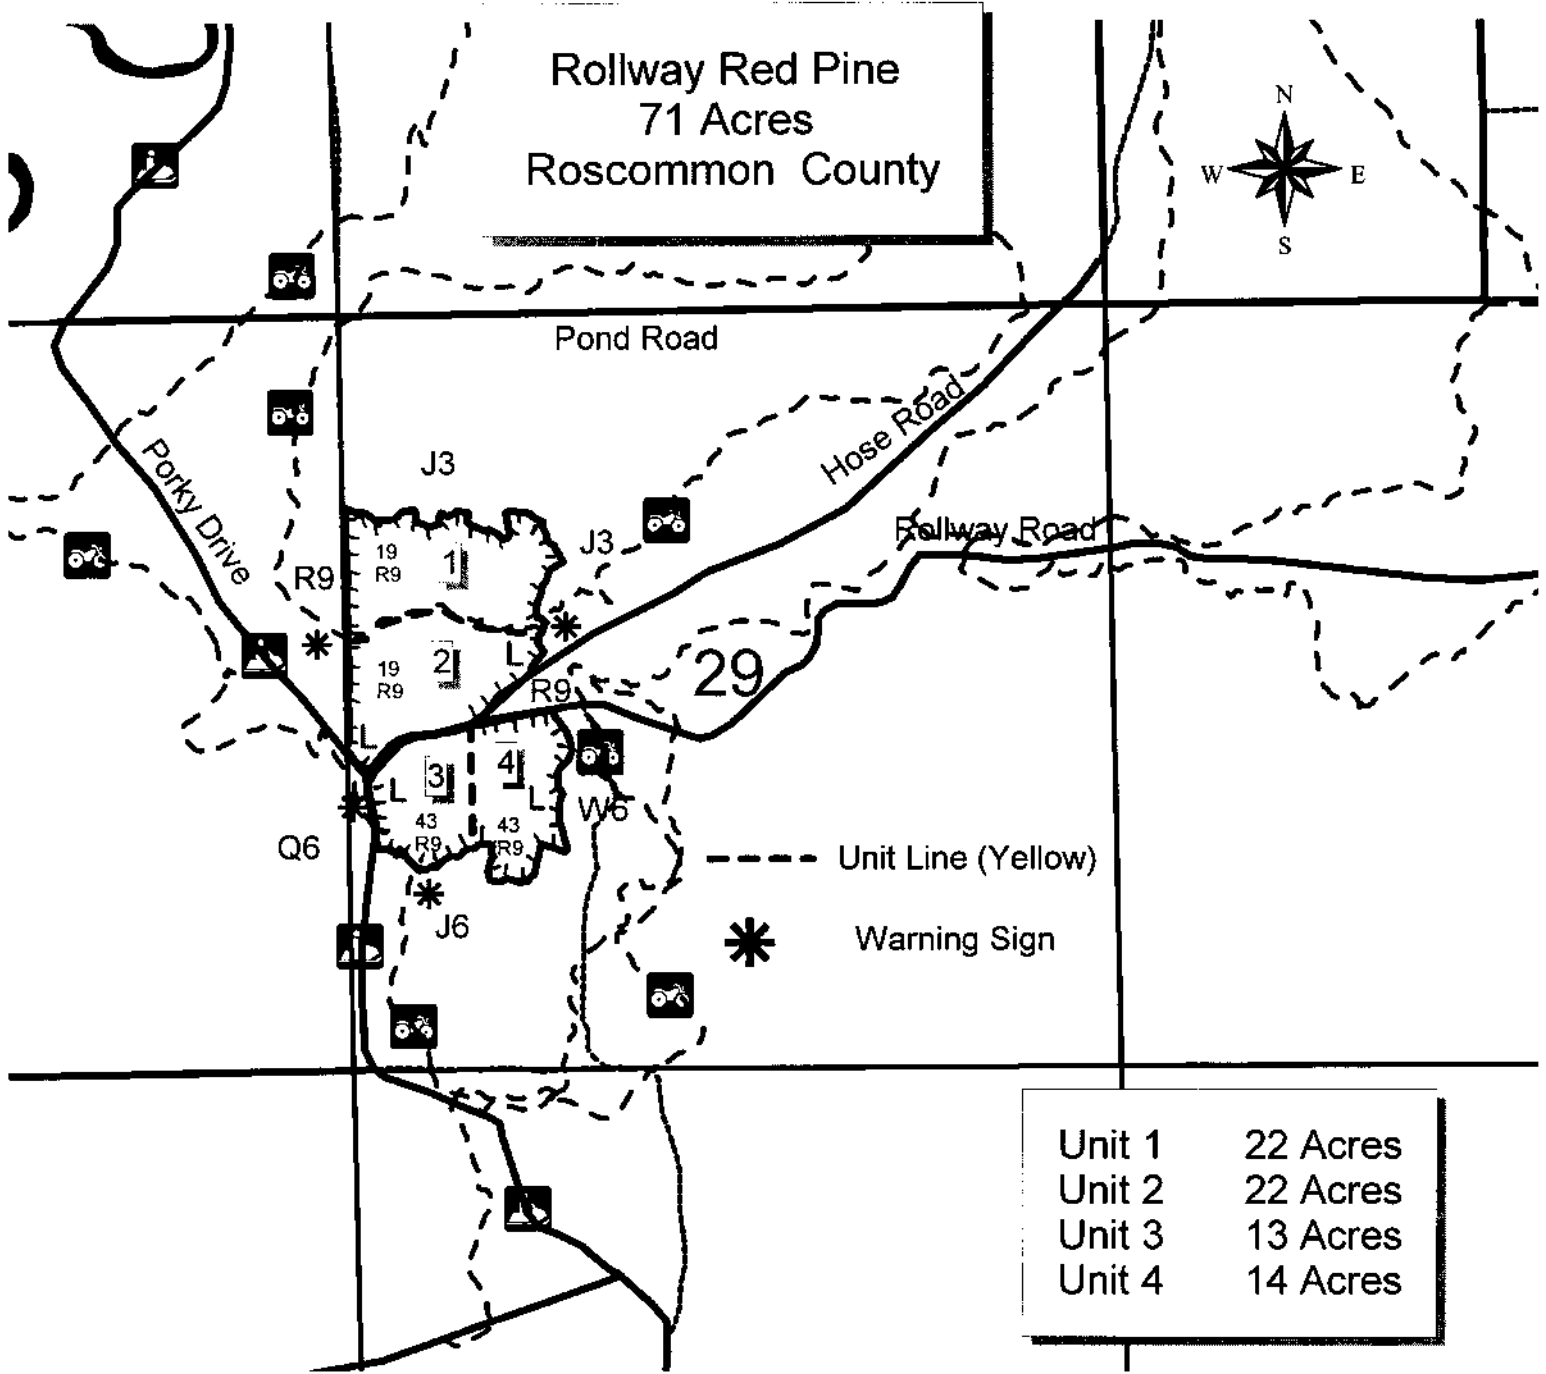 Rollway Red Pine
71 Acres
Roscommon County
N
W E
S
Pond Road
Hose Road
Porky Drive
J3
Rollway Road
J3
19
R9
1
R9
19
R9
2
L
R9
29
L
3
4
L
L
W6
43
R9
43
R9
Q6
Unit Line (Yellow)
J6
Warning Sign
Unit 1 22 Acres
Unit 2 22 Acres
Unit 3 13 Acres
Unit 4 14 Acres